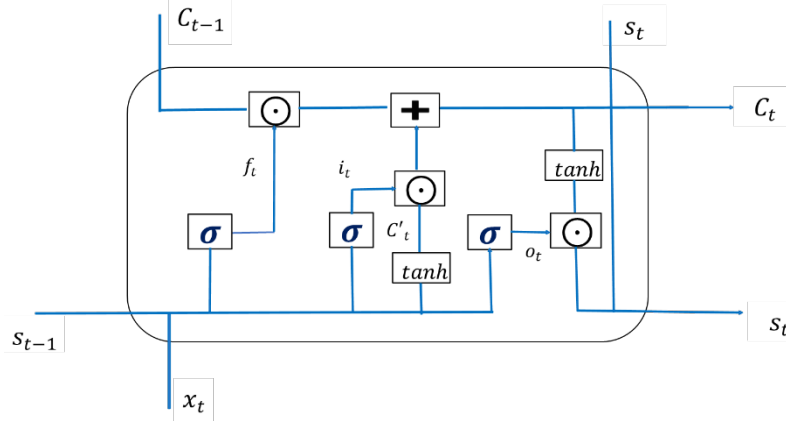 C_{t-1}
s_t
C_t
f_t
i_t
tanh
σ
σ
C'_t
σ
o_t
tanh
s_{t-1}
s_t
x_t